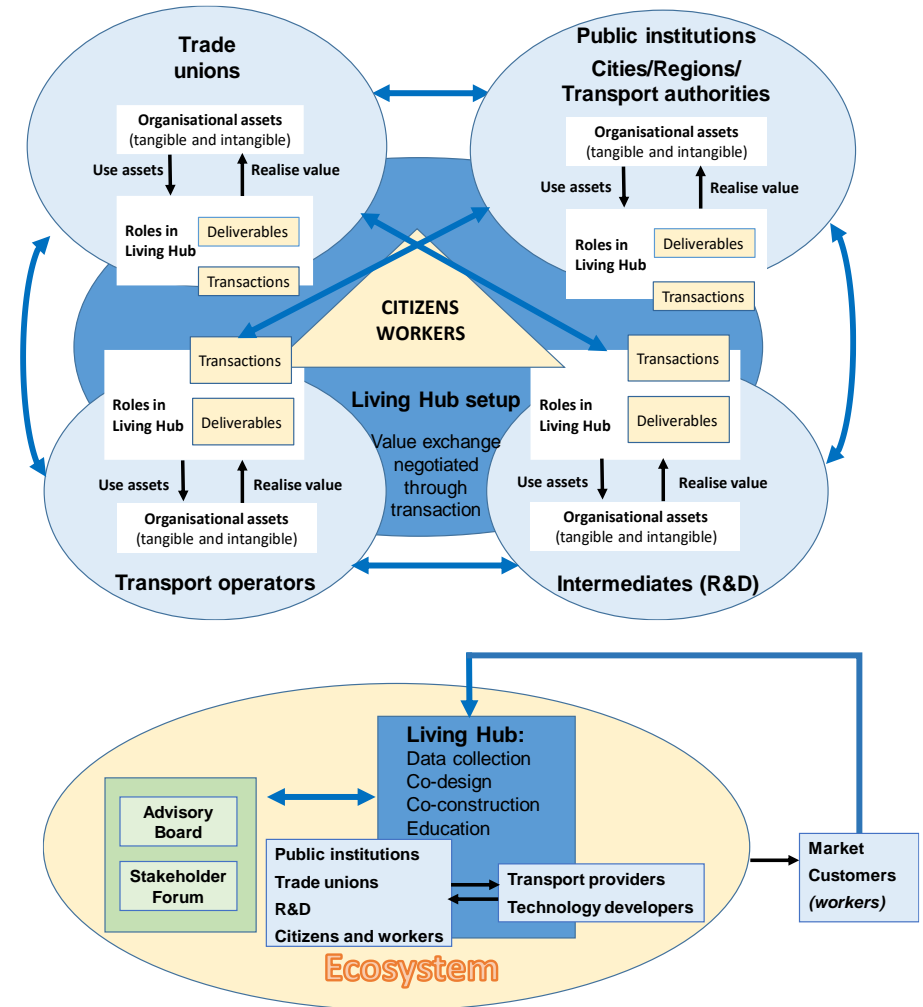 Trade
unions
Organisational assets
(tangible and intangible)
Use assets
Realise value
Roles in
Living Hub
Deliverables
Transactions
Public institutions
Cities/Regions/
Transport authorities
Organisational assets
(tangible and intangible)
Use assets
Realise value
Roles in
Living Hub
Deliverables
Transactions
CITIZENS
WORKERS
Living Hub setup
Value exchange
negotiated
through
transaction
Transactions
Roles in
Living Hub
Deliverables
Use assets
Realise value
Organisational assets
(tangible and intangible)
Transport operators
Transactions
Roles in
Living Hub
Deliverables
Use assets
Realise value
Organisational assets
(tangible and intangible)
Intermediates (R&D)
Living Hub:
Data collection
Co-design
Co-construction
Education
Advisory
Board
Stakeholder
Forum
Public institutions
Trade unions
R&D
Citizens and workers
Transport providers
Technology developers
Market
Customers
(workers)
Ecosystem